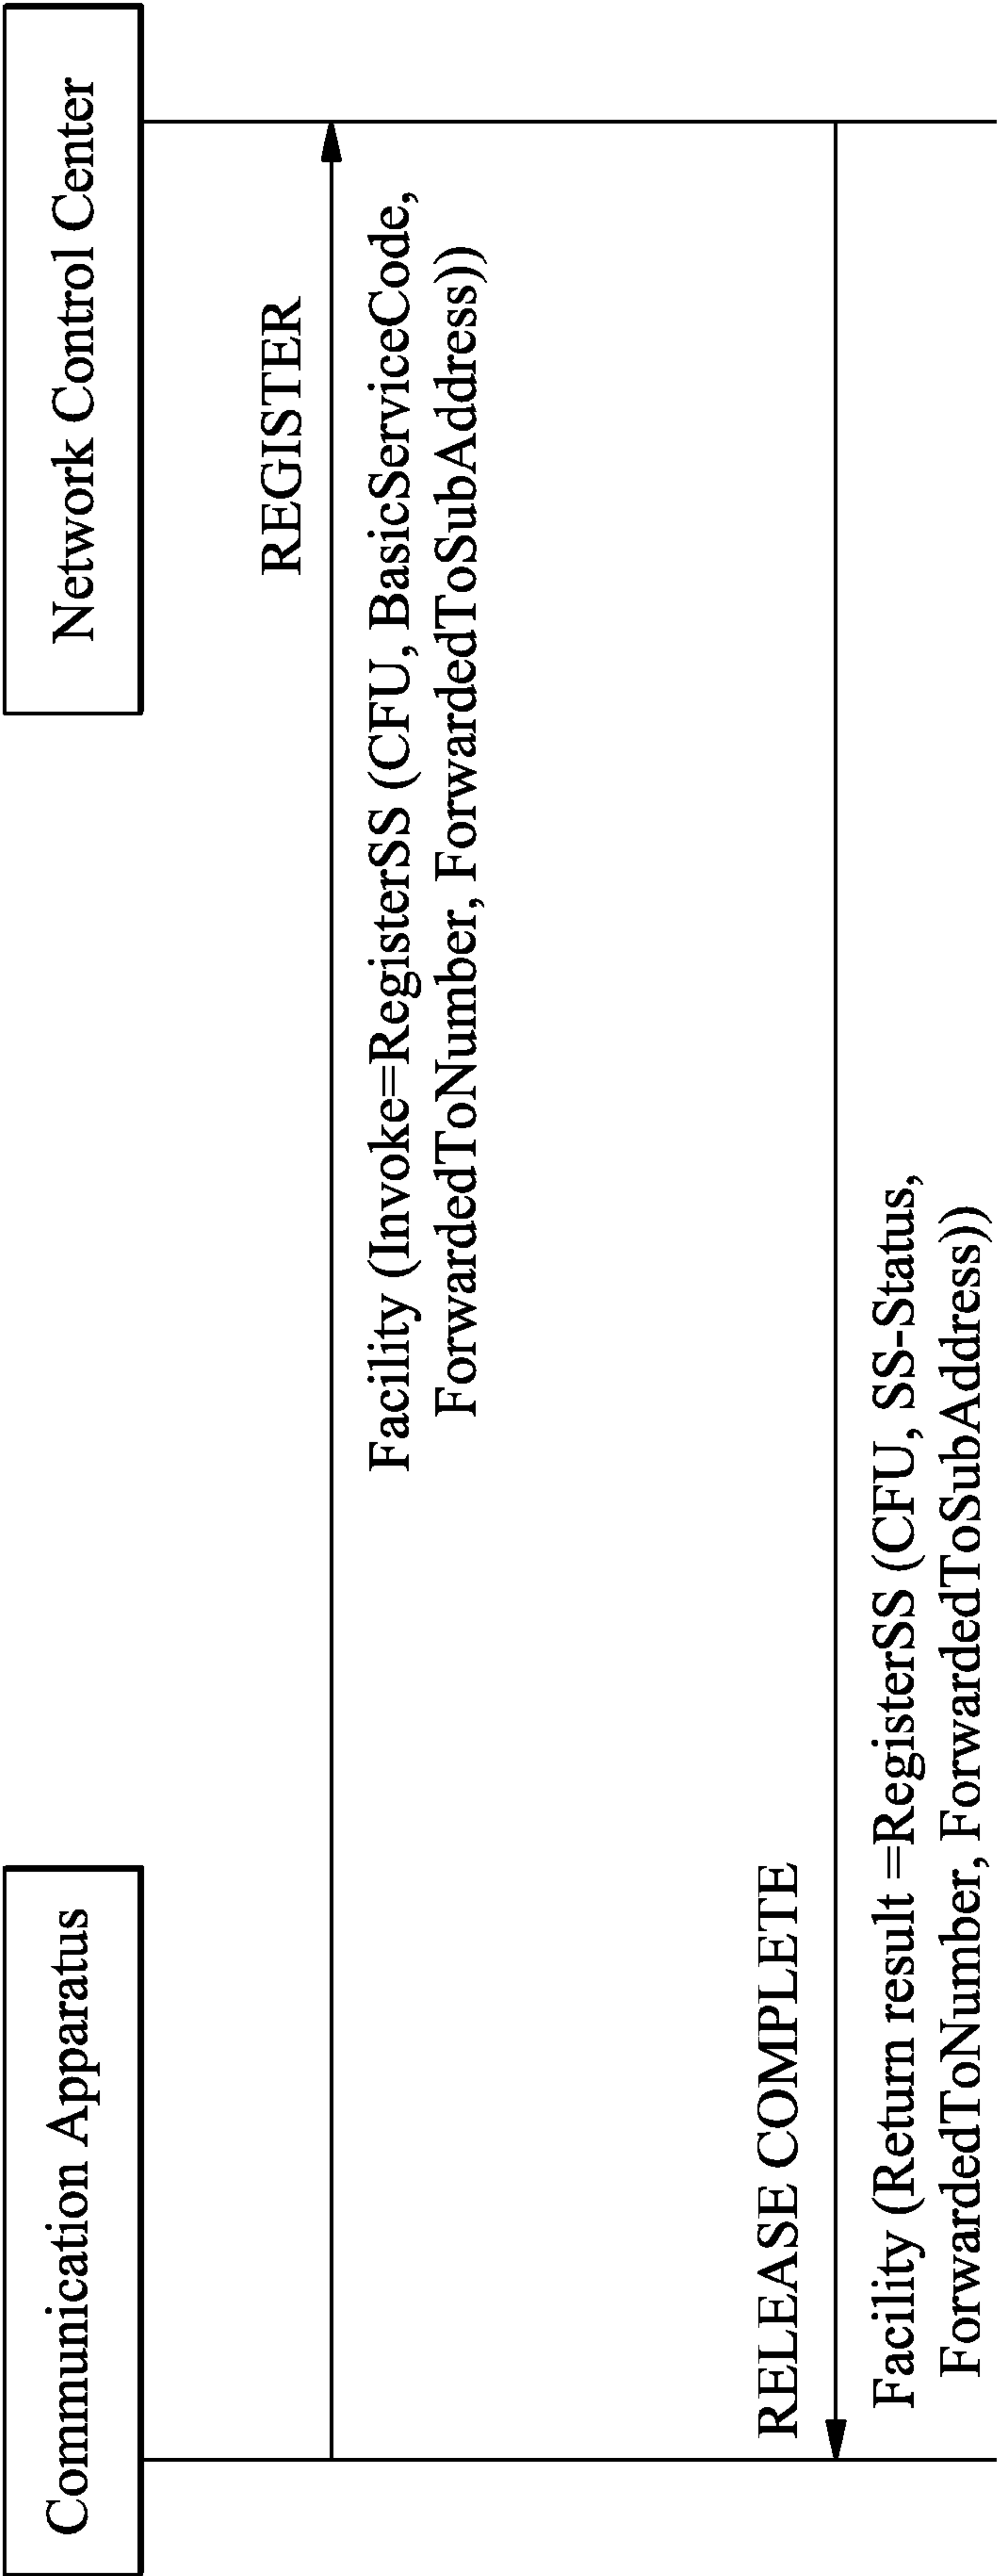 Communication Apparatus
Network Control Center
REGISTER
Facility (Invoke=RegisterSS (CFU, BasicServiceCode,
ForwardedToNumber, ForwardedToSubAddress))
RELEASE COMPLETE
Facility (Return result =RegisterSS (CFU, SS-Status,
ForwardedToNumber, ForwardedToSubAddress))